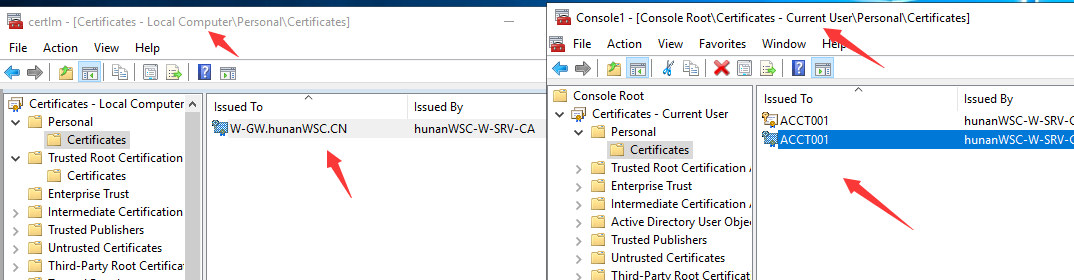 certlm - [Certificates - Local Computer\Personal\Certificates]
File Action View Help
Certificates - Local Computer
Personal
Certificates
Trusted Root Certification
Certificates
Enterprise Trust
Intermediate Certification
Trusted Publishers
Untrusted Certificates
Third-Party Root Certificat
Issued To Issued By
W-GW.hunanWSC.CN hunanWSC-W-SRV-CA
Console1 - [Console Root\Certificates - Current User\Personal\Certificates]
File Action View Favorites Window Help
Console Root
Certificates - Current User
Personal
Certificates
Trusted Root Certification
Enterprise Trust
Intermediate Certification
Active Directory User Obje
Trusted Publishers
Untrusted Certificates
Third-Party Root Certifica
Issued To Issued By
ACCT001 hunanWSC-W-SRV-C
ACCT001 hunanWSC-W-SRV-C